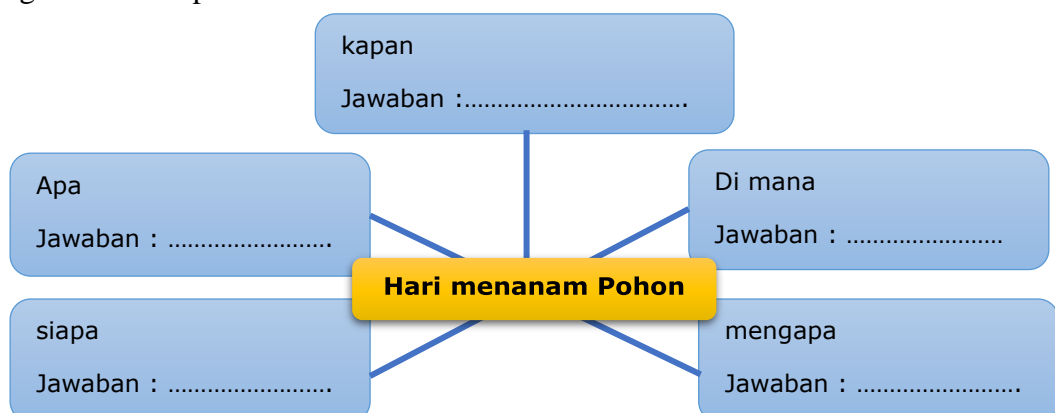 kapan
Jawaban :…………………………….
Apa
Jawaban : …………………….
Di mana
Jawaban : ……………………
Hari menanam Pohon
siapa
Jawaban : …………………….
mengapa
Jawaban : …………………………